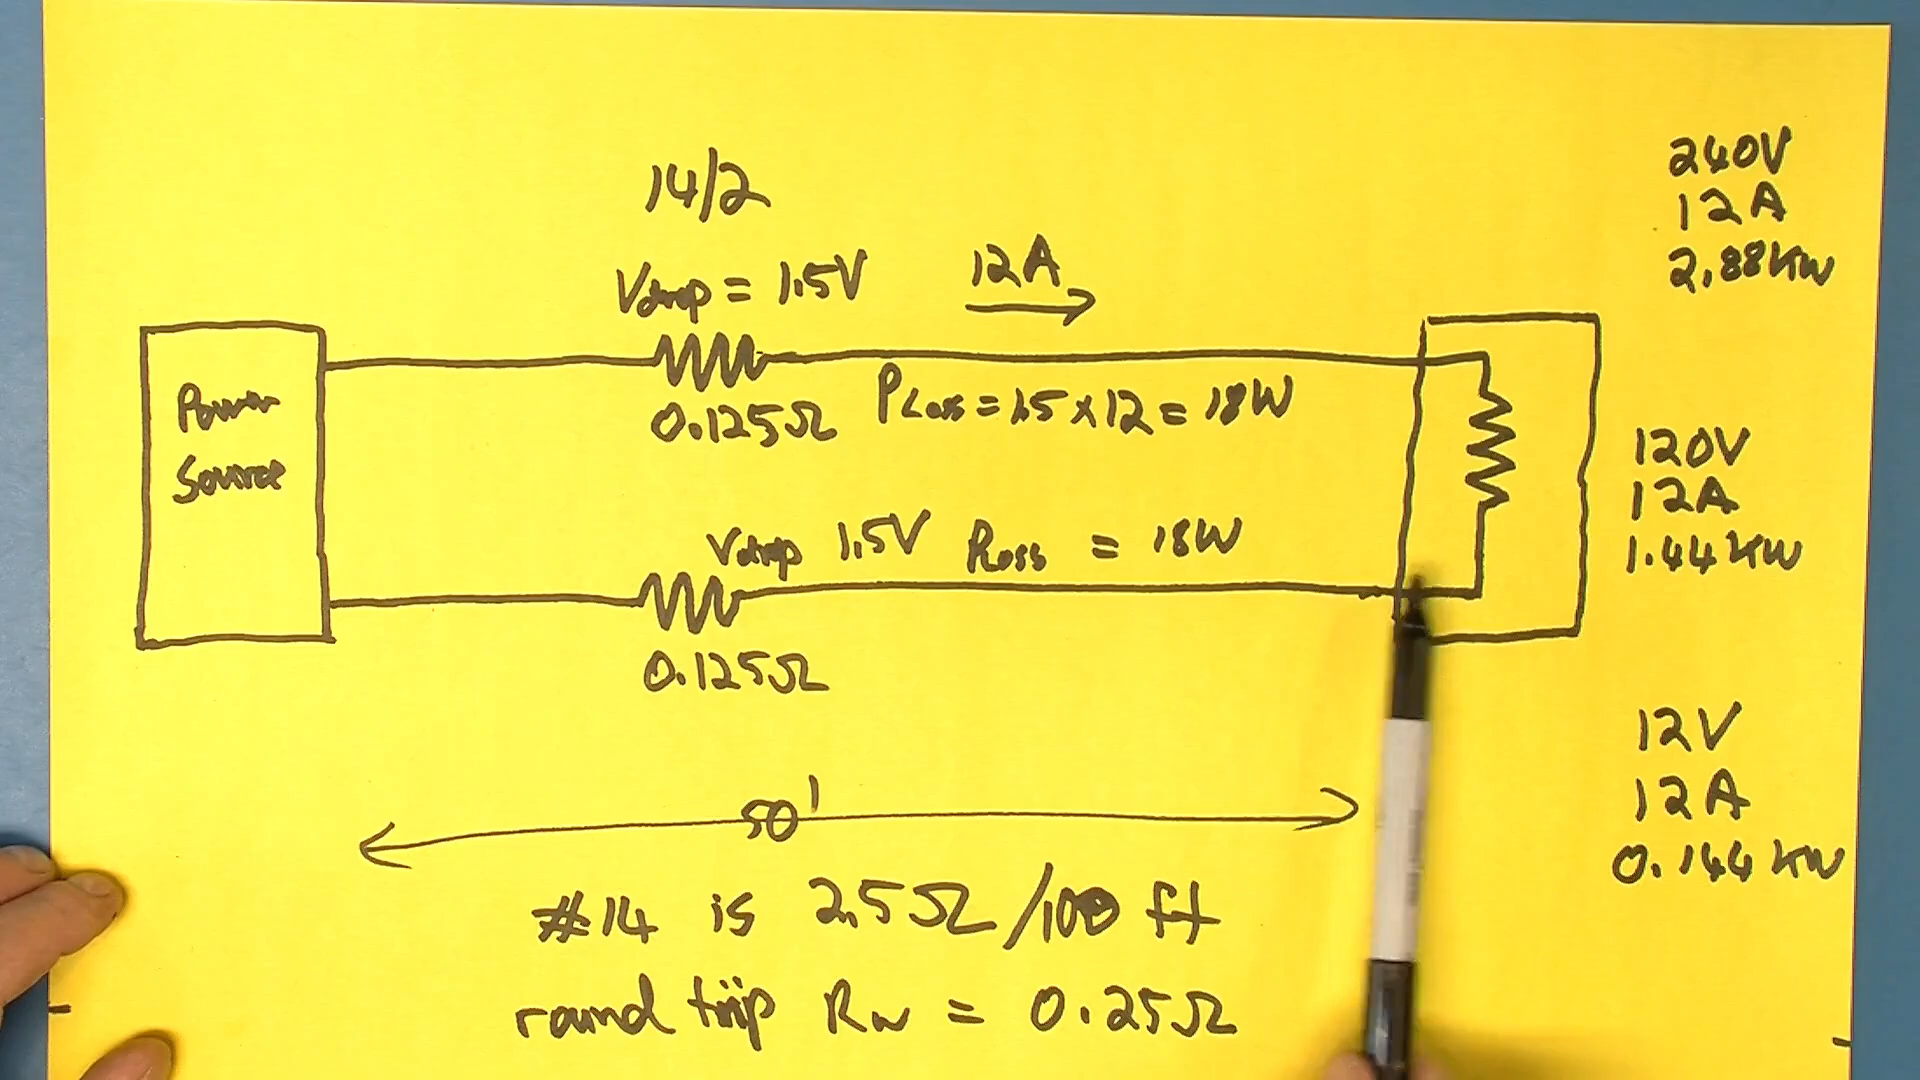 14/2
Vdrop = 1.5V
12A
240V
12A
2.88KW
Power
Source
0.125Ω
PLoss = 1.5 x 12 = 18W
120V
12A
1.44KW
Vdrop 1.5V PLoss = 18W
0.125Ω
12V
12A
0.144KW
50'
#14 is 2.5Ω/1000 ft
round trip Rw = 0.25Ω